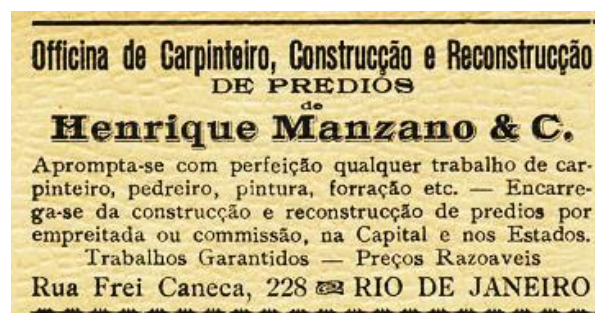 Officina de Carpinteiro, Construcção e Reconstrucção
DE PREDIOS
de
Henrique Manzano & C.
Aprompta-se com perfeição qualquer trabalho de car-
pinteiro, pedreiro, pintura, forração etc. — Encarre-
ga-se da construcção e reconstrucção de predios por
empreitada ou commissão, na Capital e nos Estados.
Trabalhos Garantidos — Preços Razoaveis
Rua Frei Caneca, 228 RIO DE JANEIRO